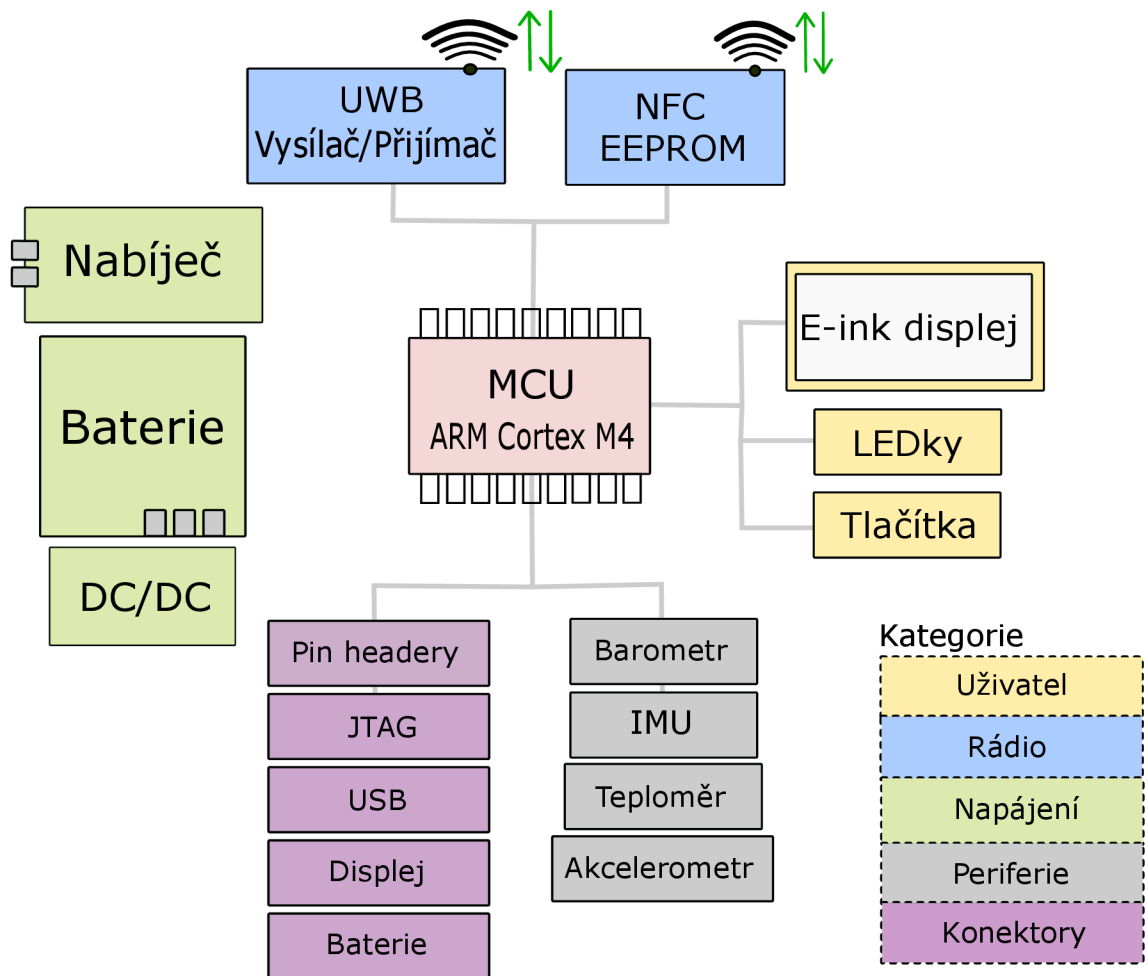 UWB
Vysílač/Přijímač
NFC
EEPROM
Nabíječ
Baterie
DC/DC
MCU
ARM Cortex M4
E-ink displej
LEDky
Tlačítka
Pin headery
JTAG
USB
Displej
Baterie
Barometr
IMU
Teploměr
Akcelerometr
Kategorie
Uživatel
Rádio
Napájení
Periferie
Konektory